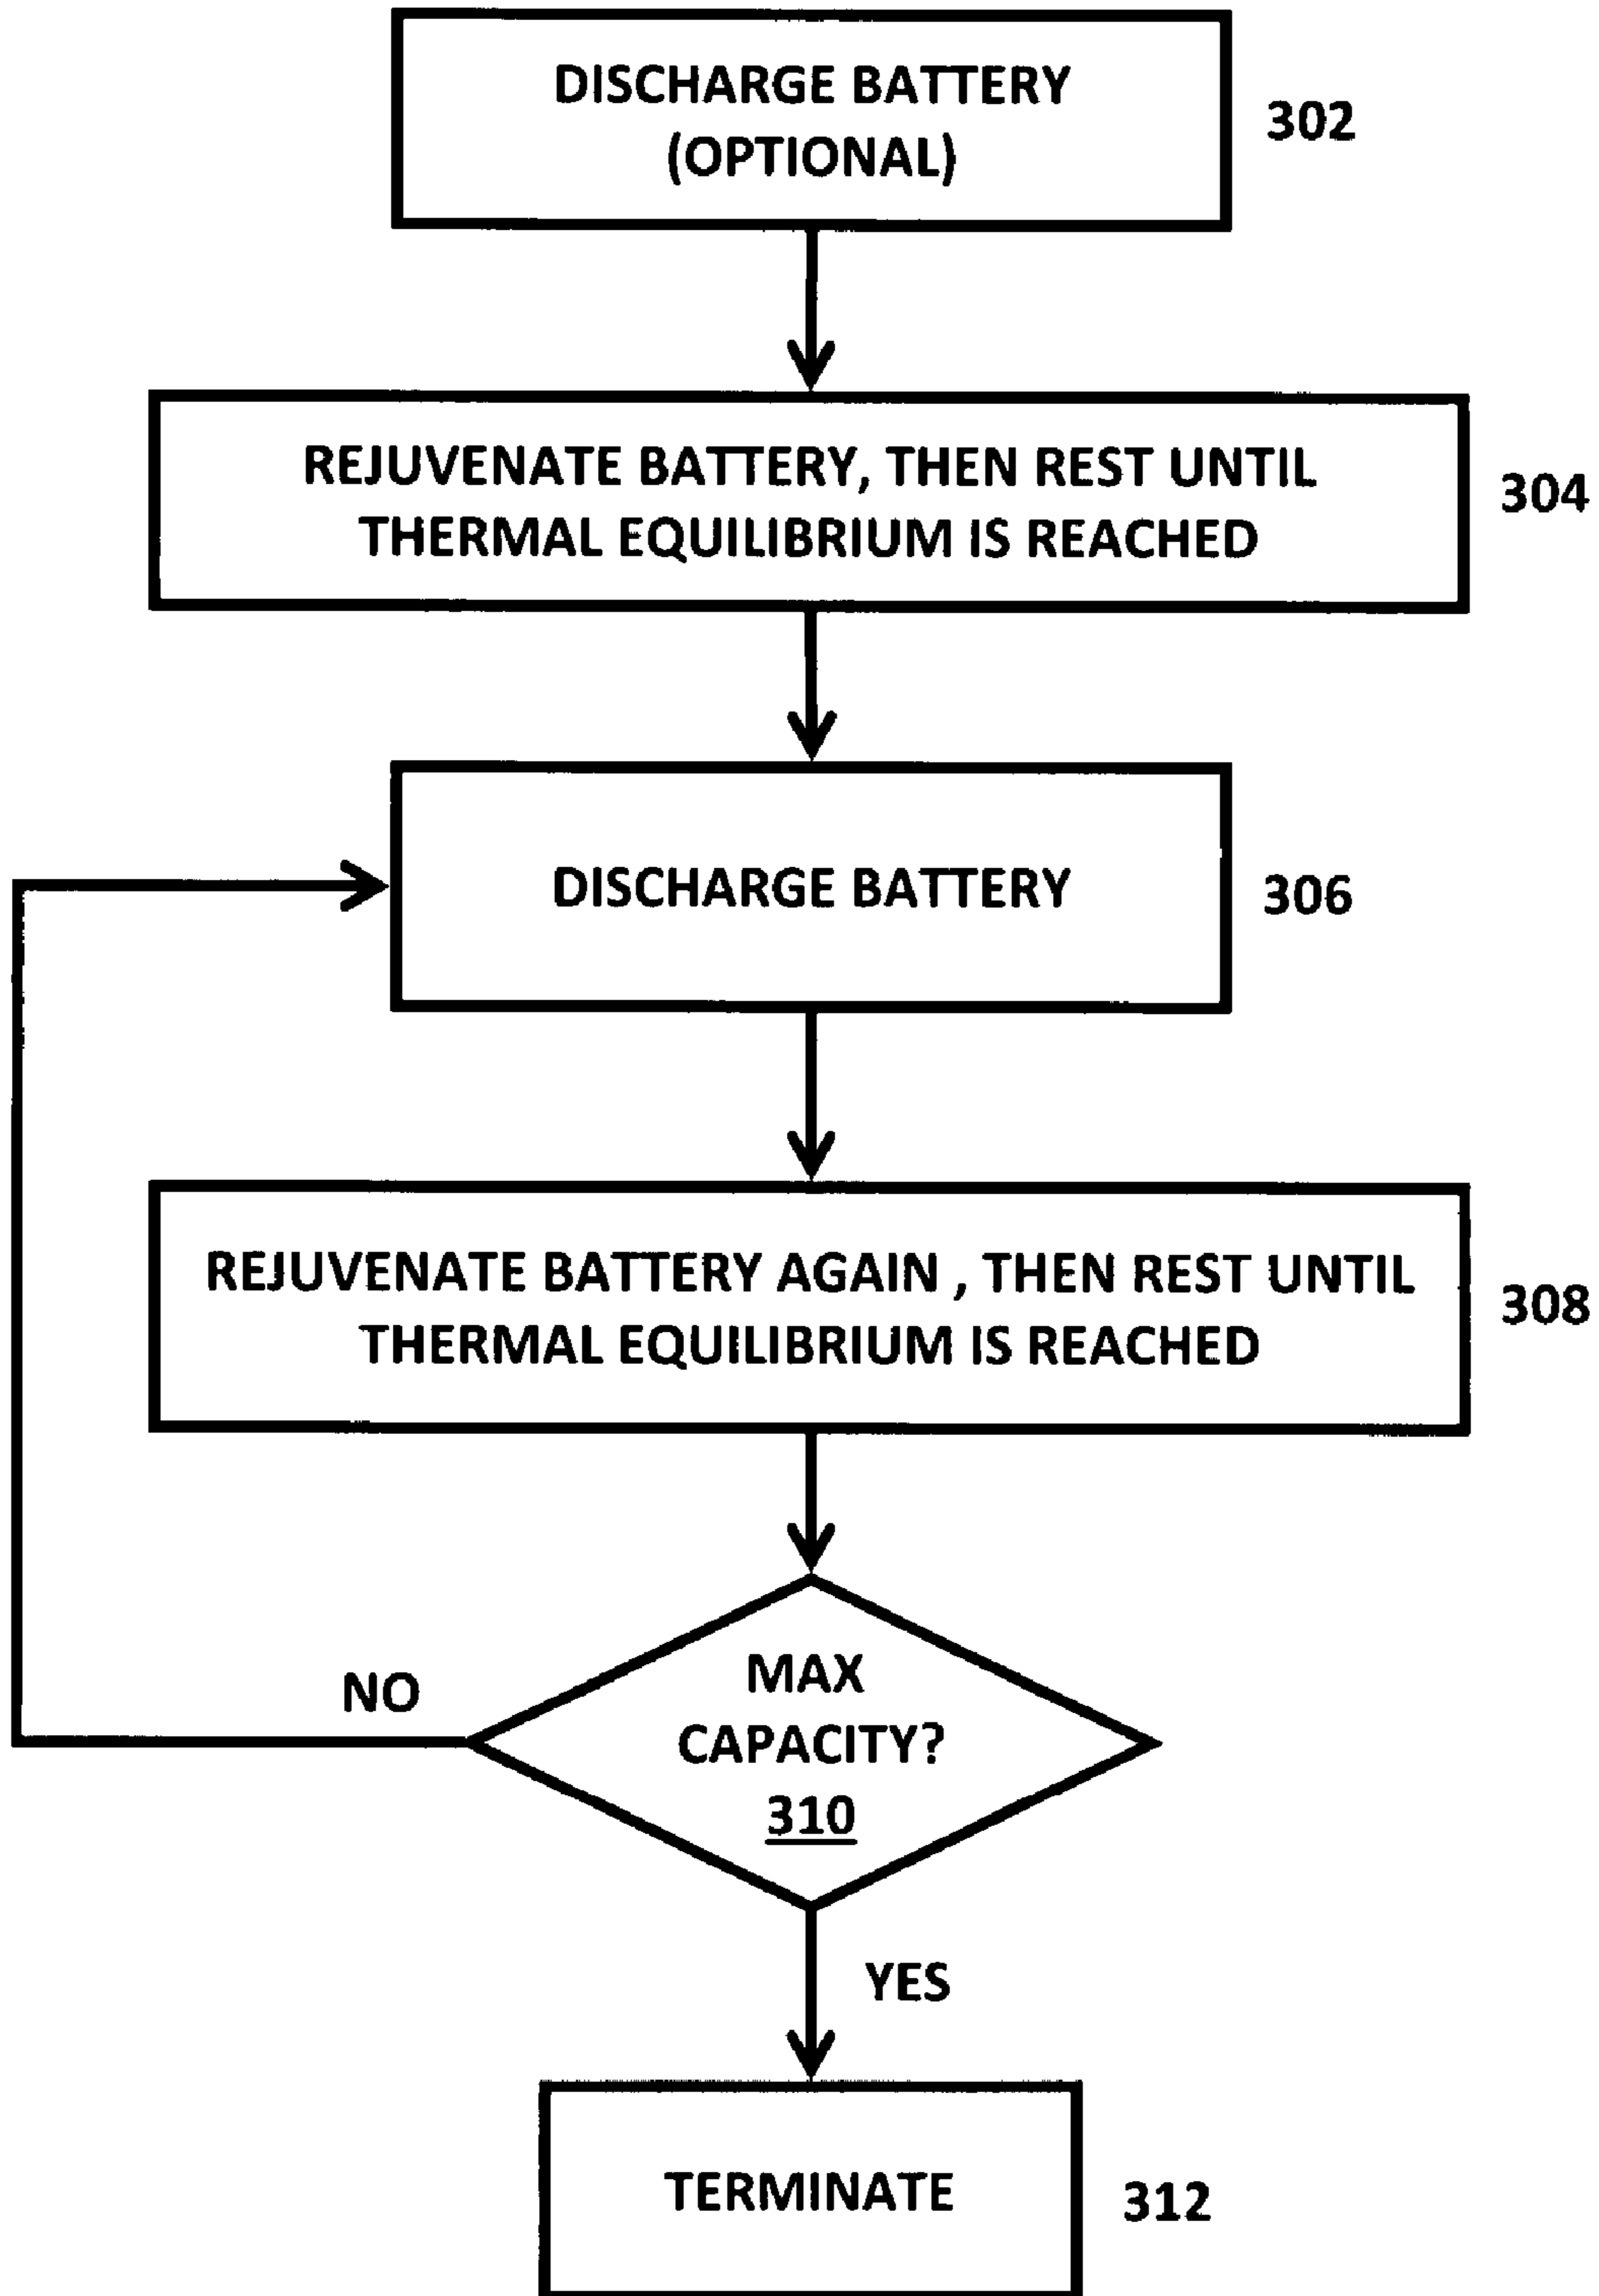 DISCHARGE BATTERY
(OPTIONAL)
302
REJUVENATE BATTERY, THEN REST UNTIL
THERMAL EQUILIBRIUM IS REACHED
304
DISCHARGE BATTERY
306
REJUVENATE BATTERY AGAIN , THEN REST UNTIL
THERMAL EQUILIBRIUM IS REACHED
308
MAX
CAPACITY?
310
NO
YES
TERMINATE
312